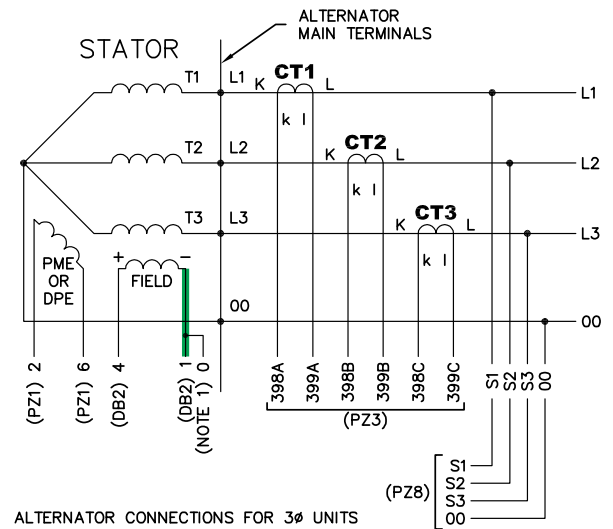 ALTERNATOR
MAIN TERMINALS
STATOR
T1 L1 K CT1 L L1
k l
T2 L2 K CT2 L L2
k l
T3 L3 K CT3 L L3
k l
PME
OR
DPE
+ FIELD -
00 00
(PZ1) 2
(PZ1) 6
(DB2) 4
(DB2) 1
(NOTE 1) 0
398A
399A
398B
399B
398C
399C
(PZ3)
S1
S2
S3
00
(PZ8)
S1
S2
S3
00
ALTERNATOR CONNECTIONS FOR 3ø UNITS